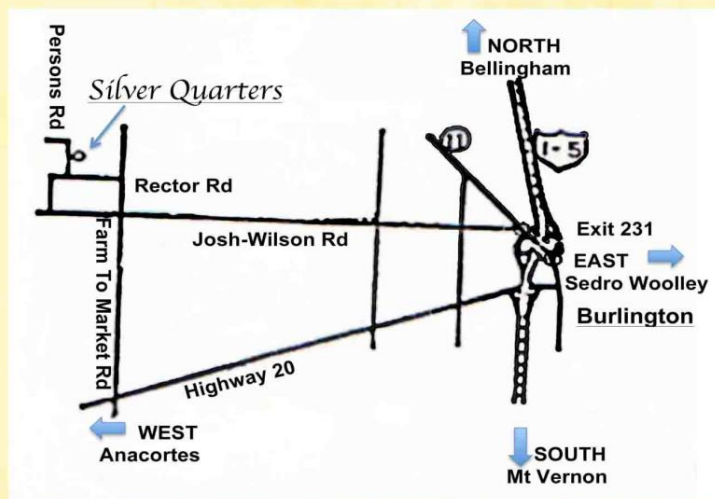 NORTH
Bellingham
Persons Rd
Silver Quarters
11
I-5
Rector Rd
Josh-Wilson Rd
Exit 231
EAST
Sedro Woolley
Farm To Market Rd
Burlington
Highway 20
WEST
Anacortes
SOUTH
Mt Vernon